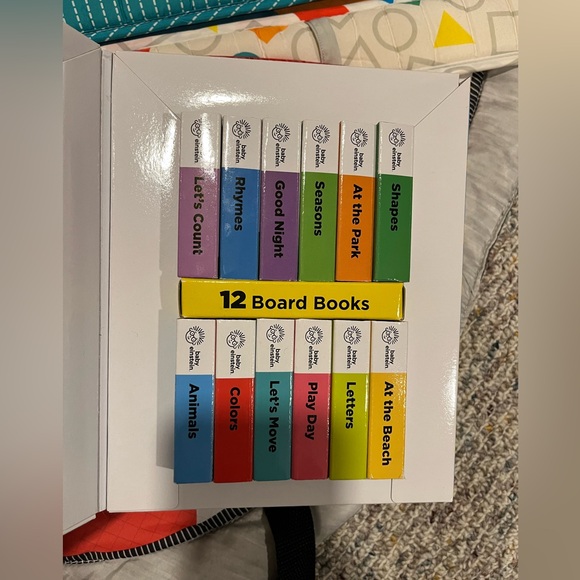 baby
einstein
Let's Count
baby
einstein
Rhymes
baby
einstein
Good Night
baby
einstein
Seasons
baby
einstein
At the Park
baby
einstein
Shapes
12 Board Books
baby
einstein
Animals
baby
einstein
Colors
baby
einstein
Let's Move
baby
einstein
Play Day
baby
einstein
Letters
baby
einstein
At the Beach